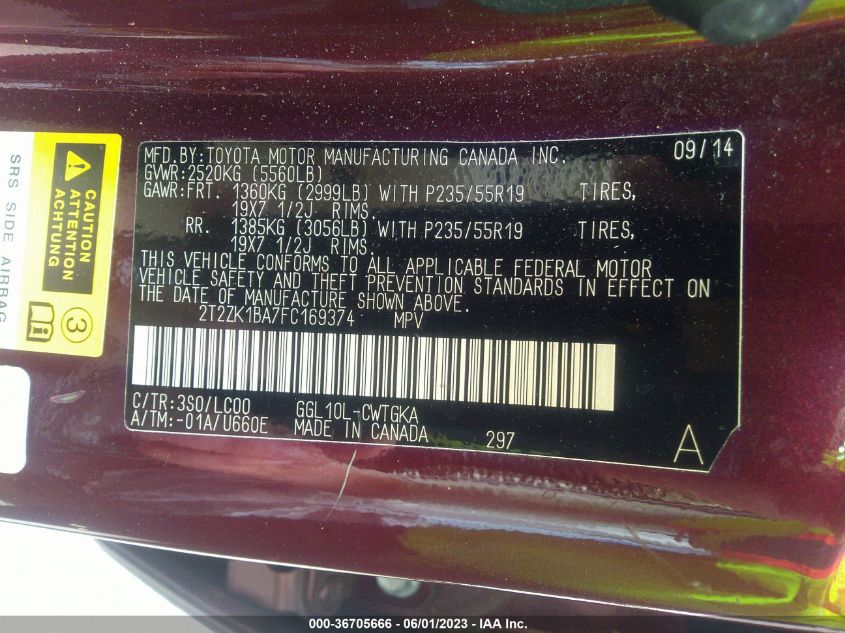 MFD.BY:TOYOTA MOTOR MANUFACTURING CANADA INC. 09/14
GVWR:2520KG (5560LB)
GAWR:FRT. 1360KG (2999LB) WITH P235/55R19 TIRES,
19X7 1/2J RIMS.
RR. 1385KG (3056LB) WITH P235/55R19 TIRES,
19X7 1/2J RIMS.
THIS VEHICLE CONFORMS TO ALL APPLICABLE FEDERAL MOTOR
VEHICLE SAFETY AND THEFT PREVENTION STANDARDS IN EFFECT ON
THE DATE OF MANUFACTURE SHOWN ABOVE.
2T2ZK1BA7FC169374 MPV
C/TR:3S0/LC00 GGL10L-CWTGKA
A/TM:-01A/U660E MADE IN CANADA 297 A
CAUTION
ATTENTION
ACHTUNG
3
SRS SIDE AIRBAG
000-36705666 - 06/01/2023 - IAA Inc.